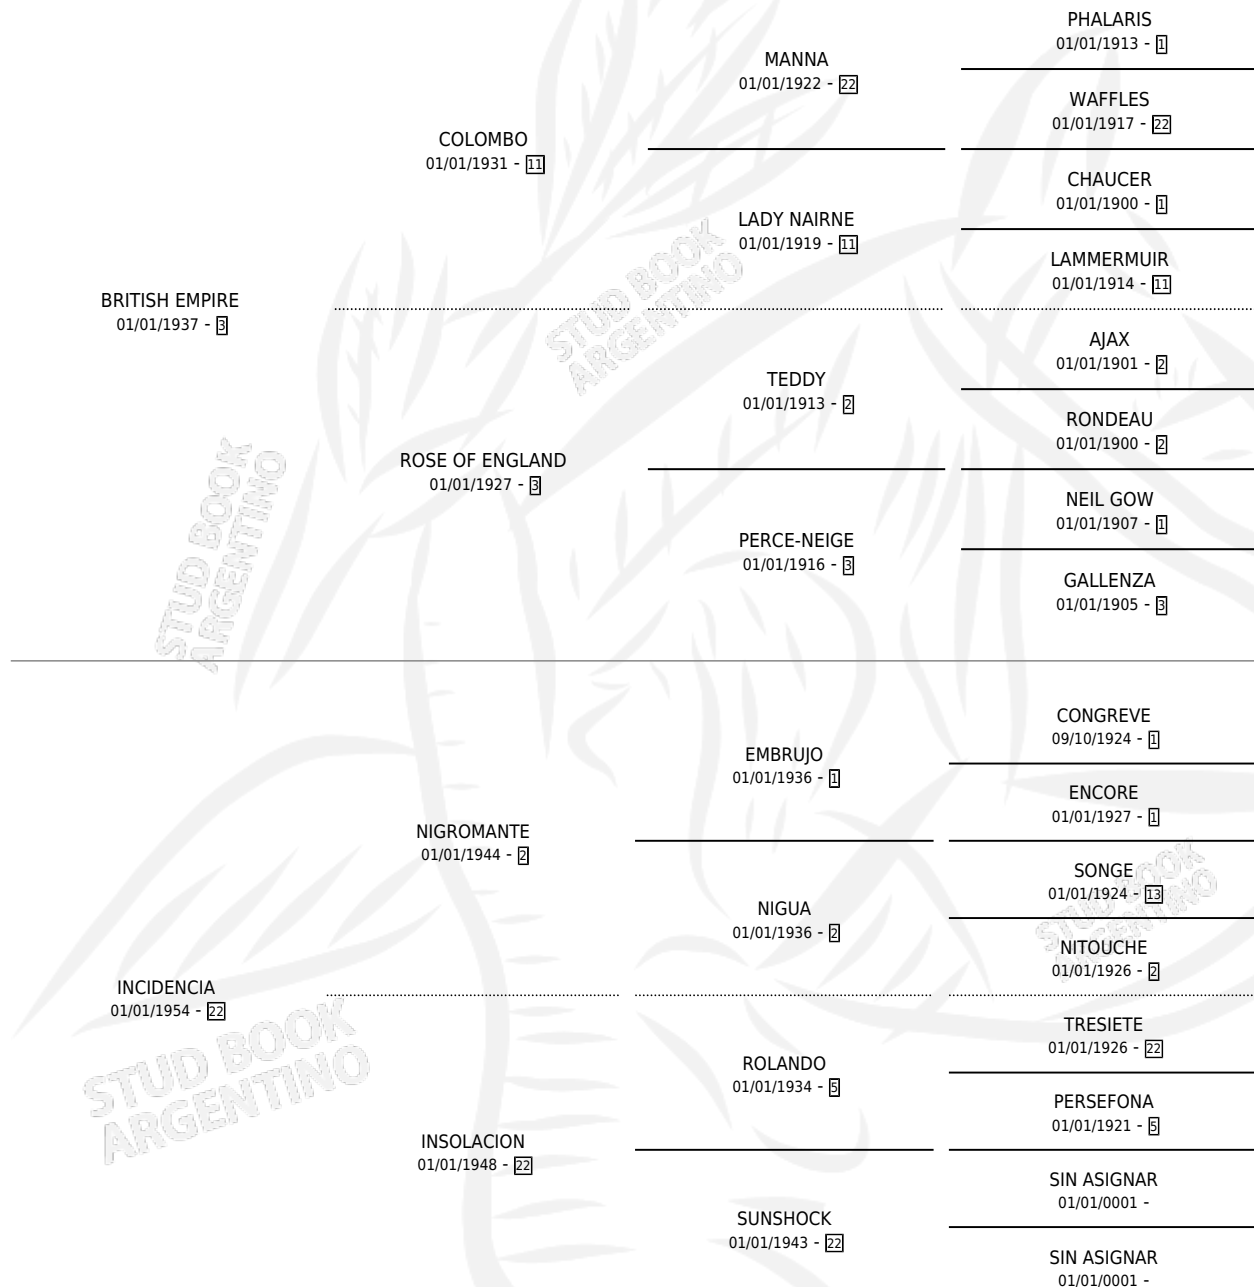 PHALARIS
01/01/1913 - 1
MANNA
01/01/1922 - 22
WAFFLES
01/01/1917 - 22
COLOMBO
01/01/1931 - 11
CHAUCER
01/01/1900 - 1
LADY NAIRNE
01/01/1919 - 11
LAMMERMUIR
01/01/1914 - 11
BRITISH EMPIRE
01/01/1937 - 3
AJAX
01/01/1901 - 2
TEDDY
01/01/1913 - 2
RONDEAU
01/01/1900 - 2
ROSE OF ENGLAND
01/01/1927 - 3
NEIL GOW
01/01/1907 - 1
PERCE-NEIGE
01/01/1916 - 3
GALLENZA
01/01/1905 - 3
CONGREVE
09/10/1924 - 1
EMBRUJO
01/01/1936 - 1
ENCORE
01/01/1927 - 1
NIGROMANTE
01/01/1944 - 2
SONGE
01/01/1924 - 13
NIGUA
01/01/1936 - 2
NITOUCHE
01/01/1926 - 2
INCIDENCIA
01/01/1954 - 22
TRESIETE
01/01/1926 - 22
ROLANDO
01/01/1934 - 5
PERSEFONA
01/01/1921 - 5
INSOLACION
01/01/1948 - 22
SIN ASIGNAR
01/01/0001 -
SUNSHOCK
01/01/1943 - 22
SIN ASIGNAR
01/01/0001 -
STUD BOOK
ARGENTINO
STUD BOOK
ARGENTINO
STUD BOOK
ARGENTINO
STUD BOOK
ARGENTINO